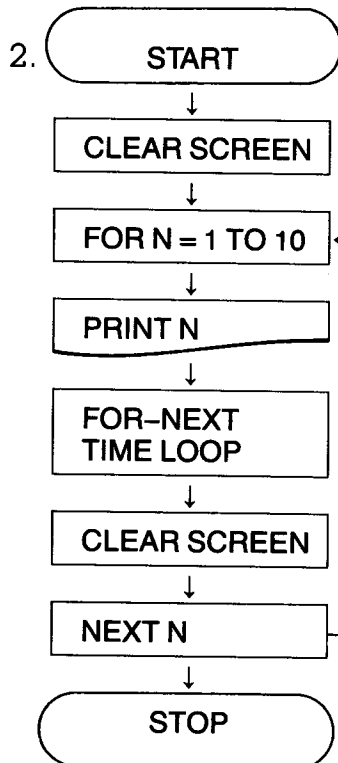 2.
START
CLEAR SCREEN
FOR N = 1 TO 10
PRINT N
FOR–NEXT
TIME LOOP
CLEAR SCREEN
NEXT N
STOP